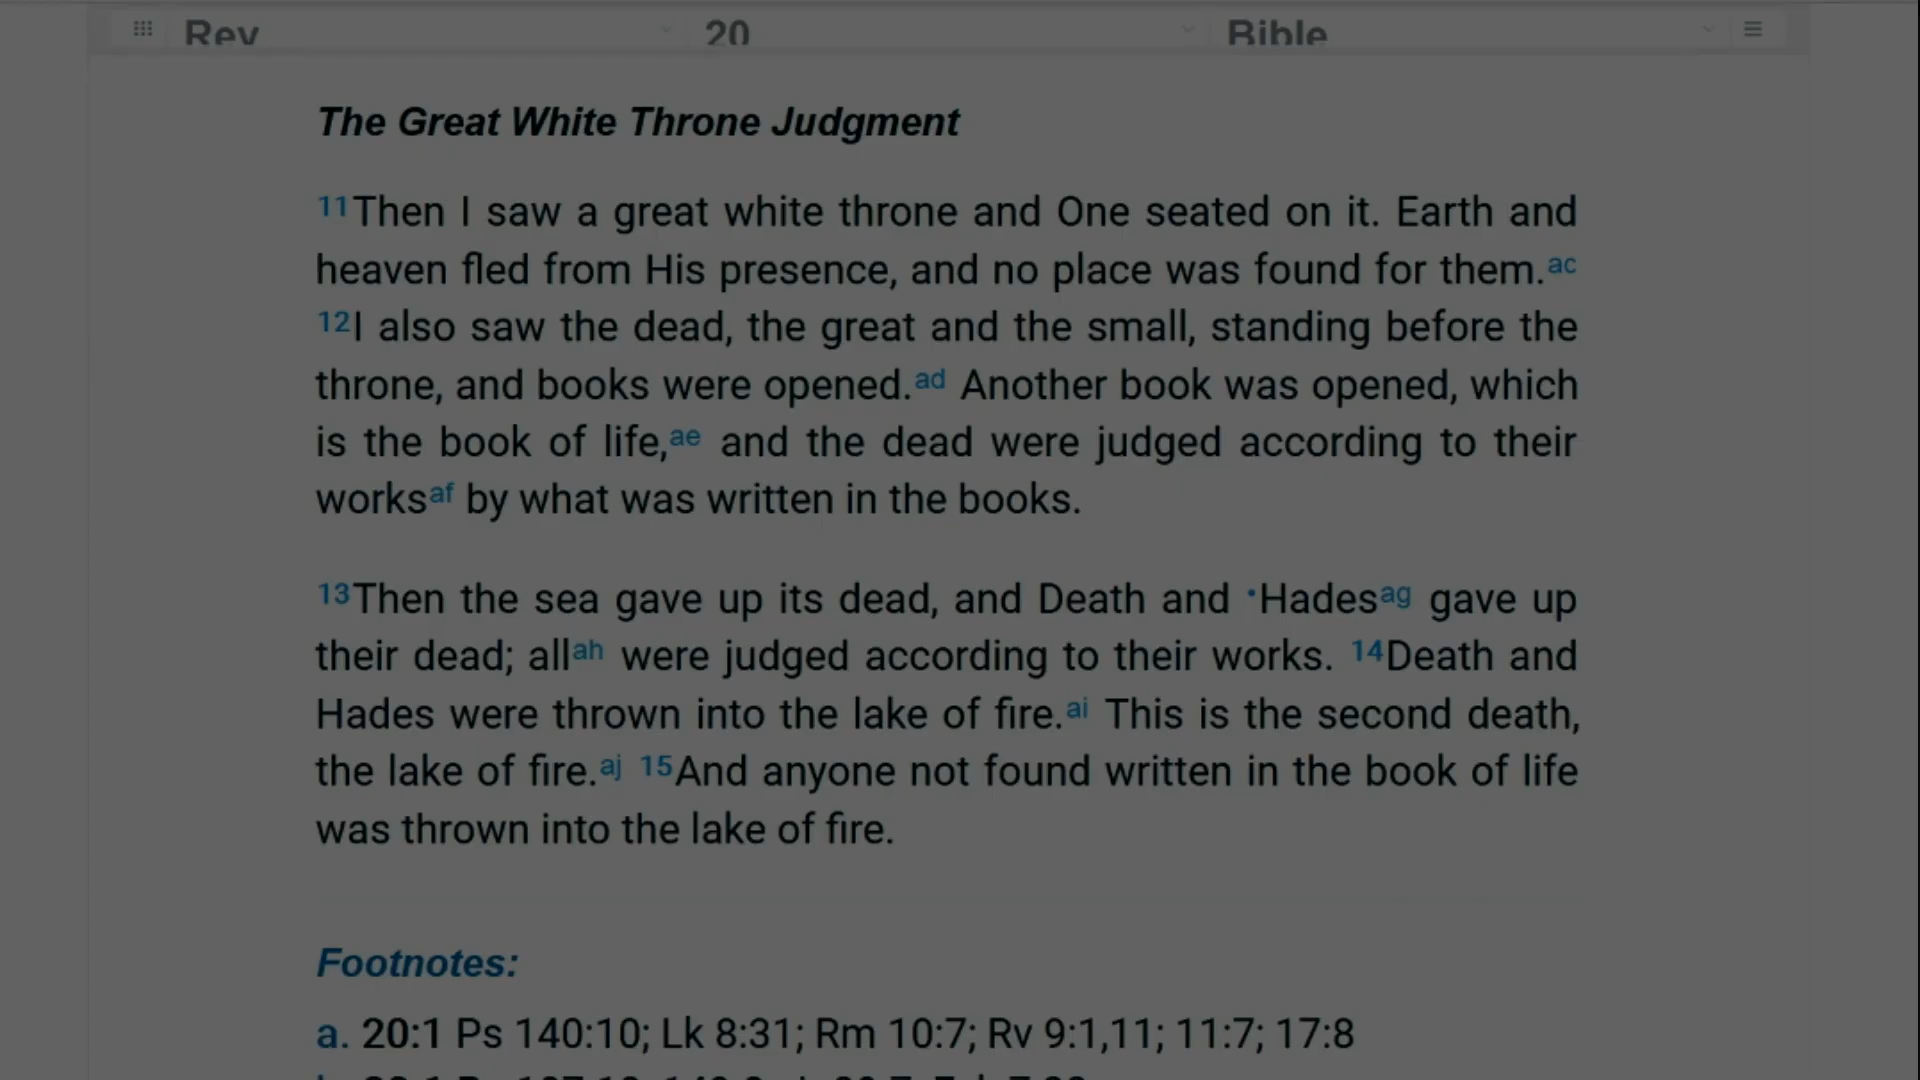 Rev 20 Bible
The Great White Throne Judgment
11Then I saw a great white throne and One seated on it. Earth and
heaven fled from His presence, and no place was found for them.ac
12I also saw the dead, the great and the small, standing before the
throne, and books were opened.ad Another book was opened, which
is the book of life,ae and the dead were judged according to their
worksaf by what was written in the books.
13Then the sea gave up its dead, and Death and •Hadesag gave up
their dead; allah were judged according to their works. 14Death and
Hades were thrown into the lake of fire.ai This is the second death,
the lake of fire.aj 15And anyone not found written in the book of life
was thrown into the lake of fire.
Footnotes:
a. 20:1 Ps 140:10; Lk 8:31; Rm 10:7; Rv 9:1,11; 11:7; 17:8